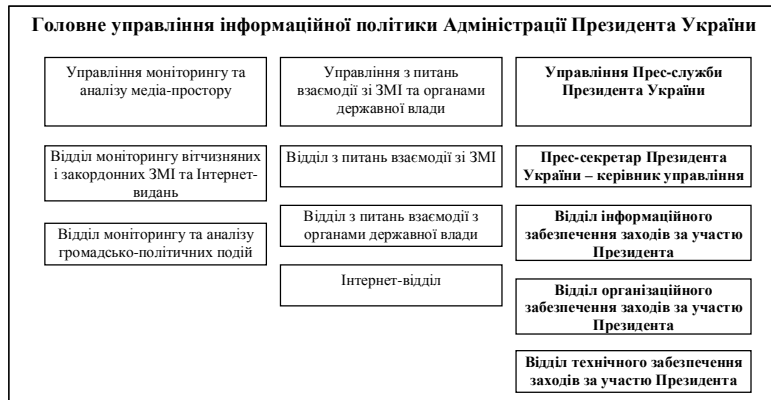 Головне управління інформаційної політики Адміністрації Президента України
Управління моніторингу та
аналізу медіа-простору
Відділ моніторингу вітчизняних
і закордонних ЗМІ та Інтернет-
видань
Відділ моніторингу та аналізу
громадсько-політичних подій
Управління з питань
взаємодії зі ЗМІ та органами
державної влади
Відділ з питань взаємодії зі ЗМІ
Відділ з питань взаємодії з
органами державної влади
Інтернет-відділ
Управління Прес-служби
Президента України
Прес-секретар Президента
України – керівник управління
Відділ інформаційного
забезпечення заходів за участю
Президента
Відділ організаційного
забезпечення заходів за участю
Президента
Відділ технічного забезпечення
заходів за участю Президента